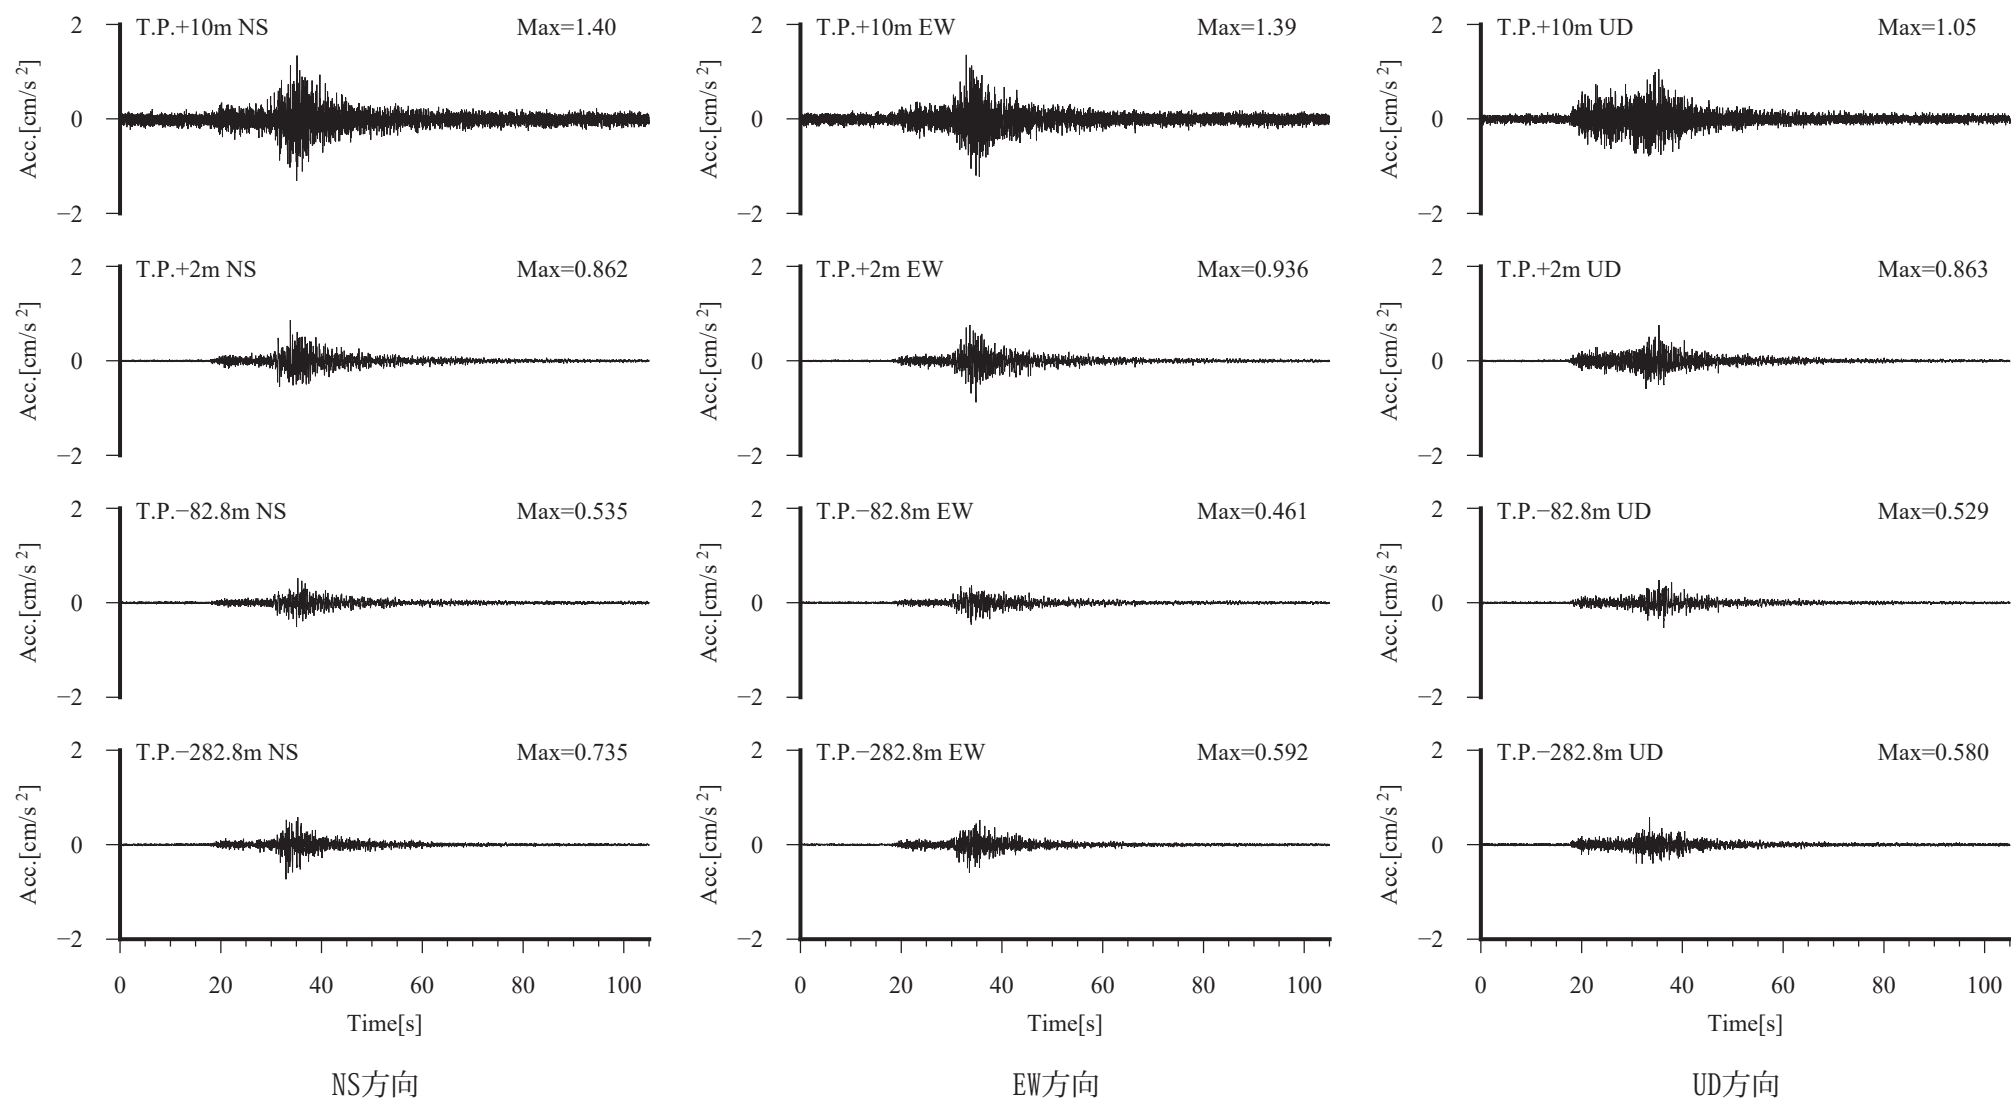 T.P.+10m NS Max=1.40
2
0
−2
Acc.[cm/s²]
T.P.+10m EW Max=1.39
2
0
−2
Acc.[cm/s²]
T.P.+10m UD Max=1.05
2
0
−2
Acc.[cm/s²]
T.P.+2m NS Max=0.862
2
0
−2
Acc.[cm/s²]
T.P.+2m EW Max=0.936
2
0
−2
Acc.[cm/s²]
T.P.+2m UD Max=0.863
2
0
−2
Acc.[cm/s²]
T.P.−82.8m NS Max=0.535
2
0
−2
Acc.[cm/s²]
T.P.−82.8m EW Max=0.461
2
0
−2
Acc.[cm/s²]
T.P.−82.8m UD Max=0.529
2
0
−2
Acc.[cm/s²]
T.P.−282.8m NS Max=0.735
2
0
−2
Acc.[cm/s²]
T.P.−282.8m EW Max=0.592
2
0
−2
Acc.[cm/s²]
T.P.−282.8m UD Max=0.580
2
0
−2
Acc.[cm/s²]
0 20 40 60 80 100
0 20 40 60 80 100
0 20 40 60 80 100
Time[s]
Time[s]
Time[s]
NS方向
EW方向
UD方向